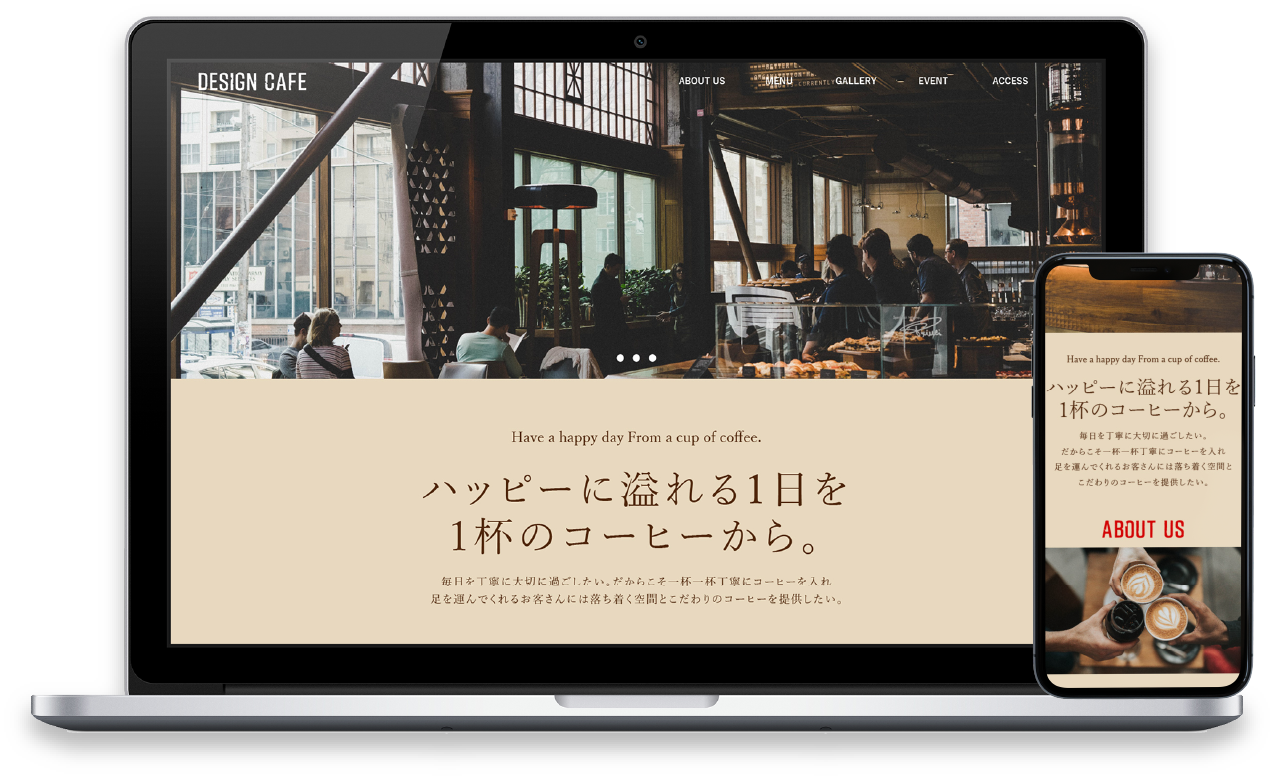 DESIGN CAFE
ABOUT US MENU GALLERY EVENT ACCESS
CURRENTLY
Have a happy day From a cup of coffee.
ハッピーに溢れる1日を
1杯のコーヒーから。
毎日を丁寧に大切に過ごしたい。だからこそ一杯一杯丁寧にコーヒーを入れ
足を運んでくれるお客さんには落ち着く空間とこだわりのコーヒーを提供したい。
Have a happy day From a cup of coffee.
ハッピーに溢れる1日を
1杯のコーヒーから。
毎日を丁寧に大切に過ごしたい。
だからこそ一杯一杯丁寧にコーヒーを入れ
足を運んでくれるお客さんには落ち着く空間と
こだわりのコーヒーを提供したい。
ABOUT US